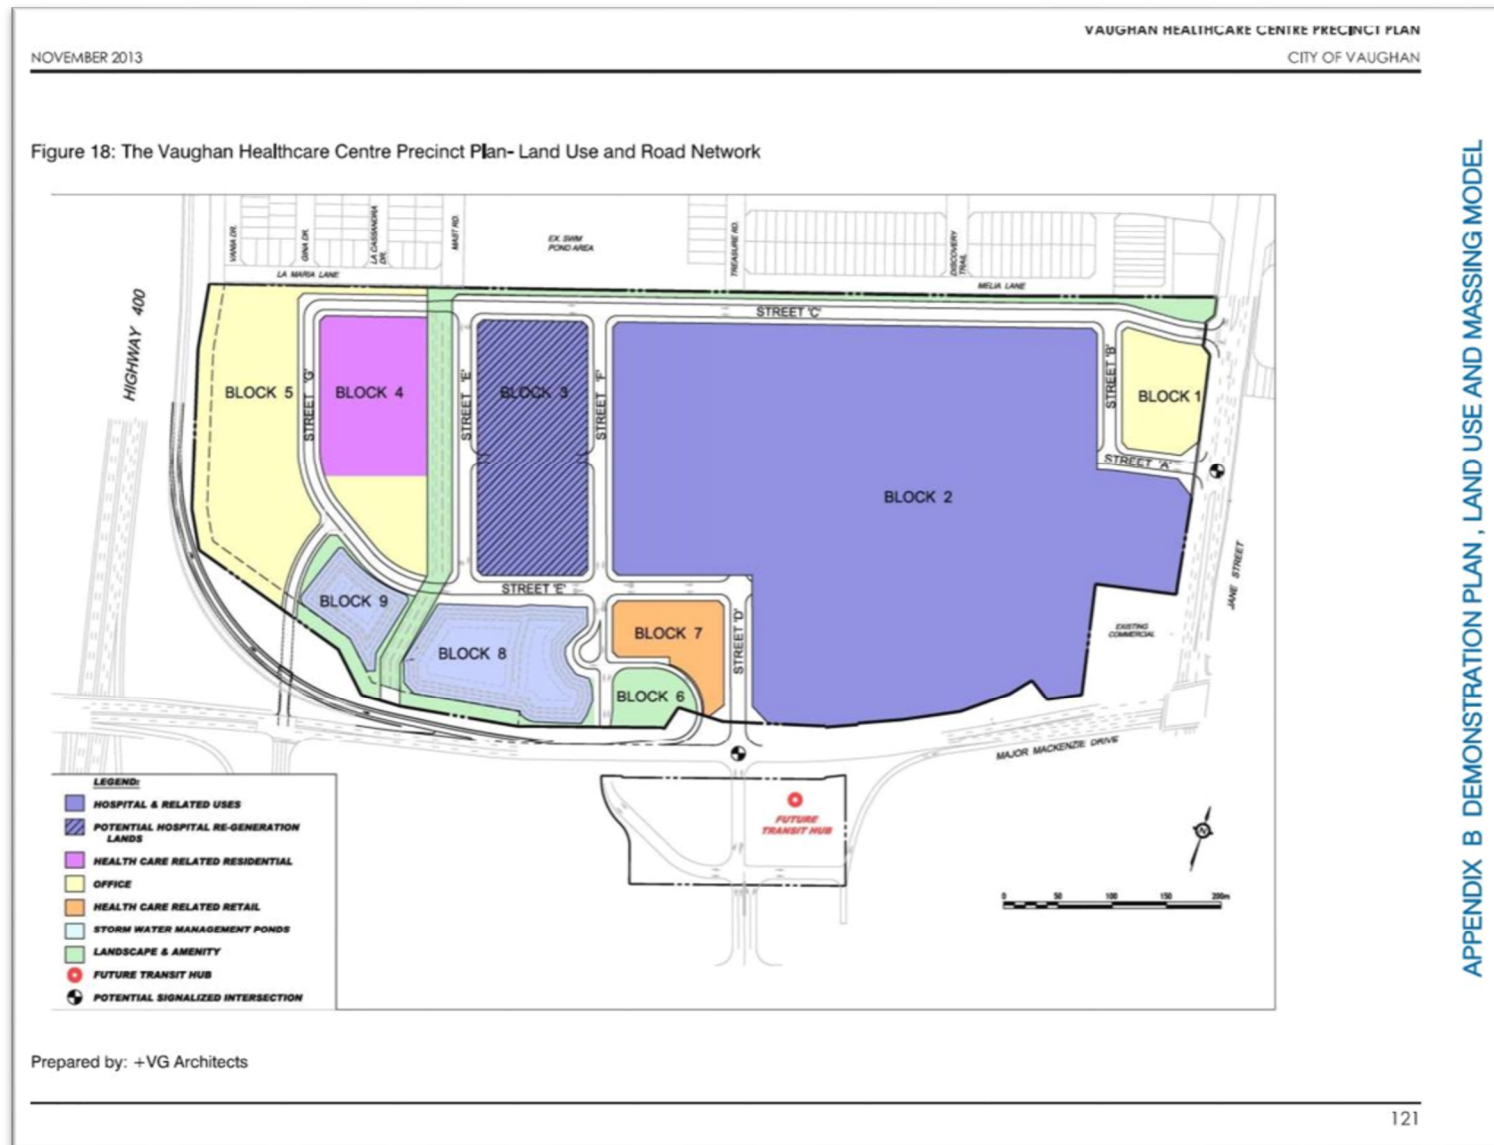 VAUGHAN HEALTHCARE CENTRE PRECINCT PLAN
NOVEMBER 2013
CITY OF VAUGHAN
Figure 18: The Vaughan Healthcare Centre Precinct Plan- Land Use and Road Network
VANIA DR.
GINA DR.
LA CASSANDRA
DR.
MAST RD.
EX. SWM
POND AREA
TREASURE RD.
DISCOVERY
TRAIL
LA MARIA LANE
MELIA LANE
HIGHWAY 400
STREET 'C'
BLOCK 5
STREET 'G'
BLOCK 4
STREET 'E'
BLOCK 3
STREET 'F'
STREET 'B'
BLOCK 1
STREET 'A'
BLOCK 2
JANE STREET
STREET 'E'
BLOCK 9
BLOCK 8
BLOCK 7
STREET 'D'
BLOCK 6
EXISTING
COMMERCIAL
MAJOR MACKENZIE DRIVE
FUTURE
TRANSIT HUB
N
0 50 100 150 200m
LEGEND:
HOSPITAL & RELATED USES
POTENTIAL HOSPITAL RE-GENERATION
LANDS
HEALTH CARE RELATED RESIDENTIAL
OFFICE
HEALTH CARE RELATED RETAIL
STORM WATER MANAGEMENT PONDS
LANDSCAPE & AMENITY
FUTURE TRANSIT HUB
POTENTIAL SIGNALIZED INTERSECTION
Prepared by: +VG Architects
121
APPENDIX B DEMONSTRATION PLAN , LAND USE AND MASSING MODEL